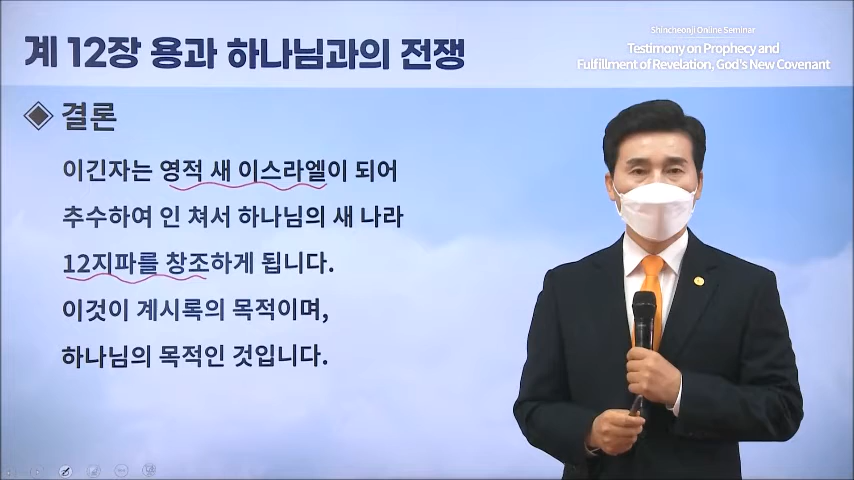 계 12장 용과 하나님과의 전쟁
Shincheonji Online Seminar
Testimony on Prophecy and
Fulfillment of Revelation, God's New Covenant
결론
이긴자는 영적 새 이스라엘이 되어
추수하여 인 쳐서 하나님의 새 나라
12지파를 창조하게 됩니다.
이것이 계시록의 목적이며,
하나님의 목적인 것입니다.